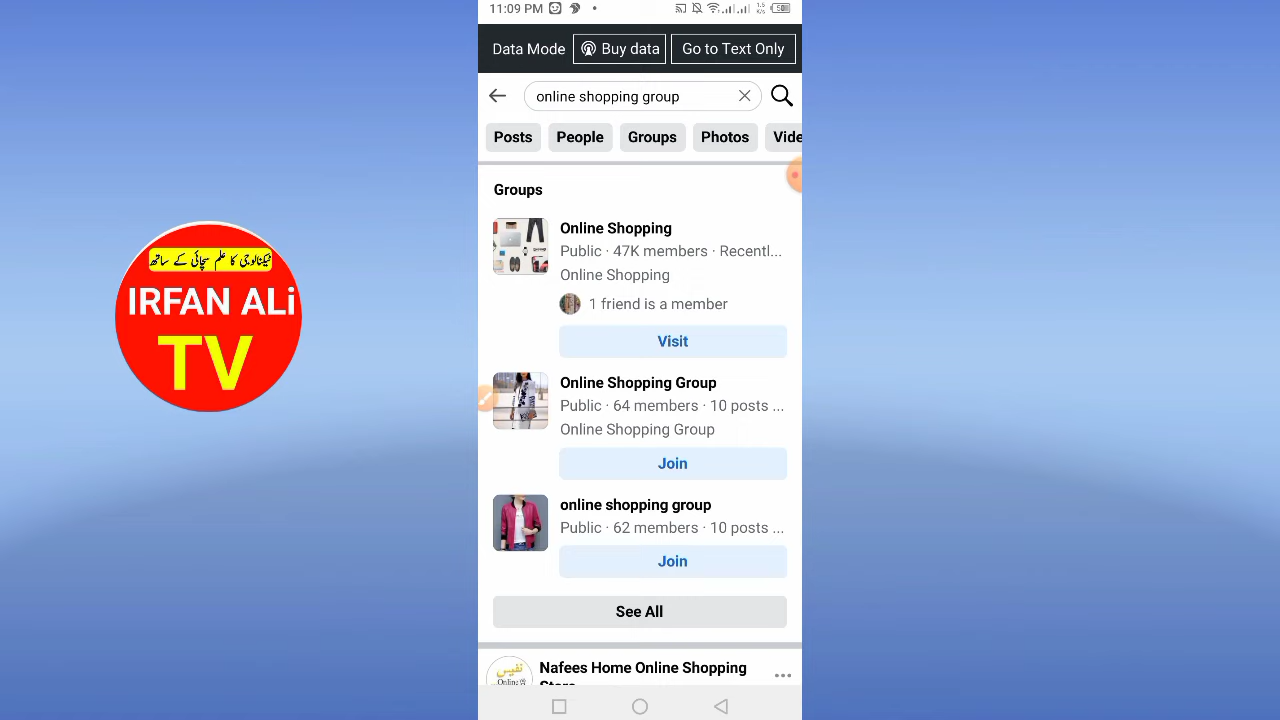 11:09 PM
Data Mode
Buy data
Go to Text Only
online shopping group
Posts
People
Groups
Photos
Vide
Groups
Online Shopping
Public · 47K members · Recentl...
Online Shopping
1 friend is a member
Visit
Online Shopping Group
Public · 64 members · 10 posts ...
Online Shopping Group
Join
online shopping group
Public · 62 members · 10 posts ...
Join
See All
نفیس
Online
Nafees Home Online Shopping
ٹیکنالوجی کا علم سچائی کے ساتھ
IRFAN ALi
TV